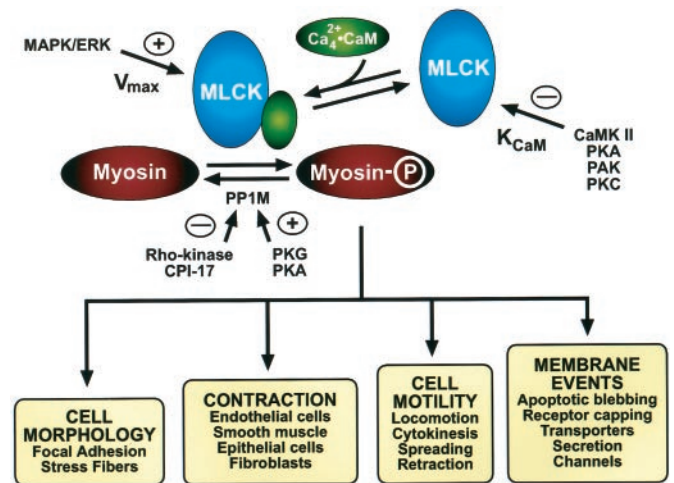 MAPK/ERK
+
Vmax
MLCK
Ca₄²⁺•CaM
MLCK
−
KCaM
CaMK II
PKA
PAK
PKC
Myosin
Myosin-P
PP1M
−
+
Rho-kinase
CPI-17
PKG
PKA
CELL
MORPHOLOGY
Focal Adhesion
Stress Fibers
CONTRACTION
Endothelial cells
Smooth muscle
Epithelial cells
Fibroblasts
CELL
MOTILITY
Locomotion
Cytokinesis
Spreading
Retraction
MEMBRANE
EVENTS
Apoptotic blebbing
Receptor capping
Transporters
Secretion
Channels